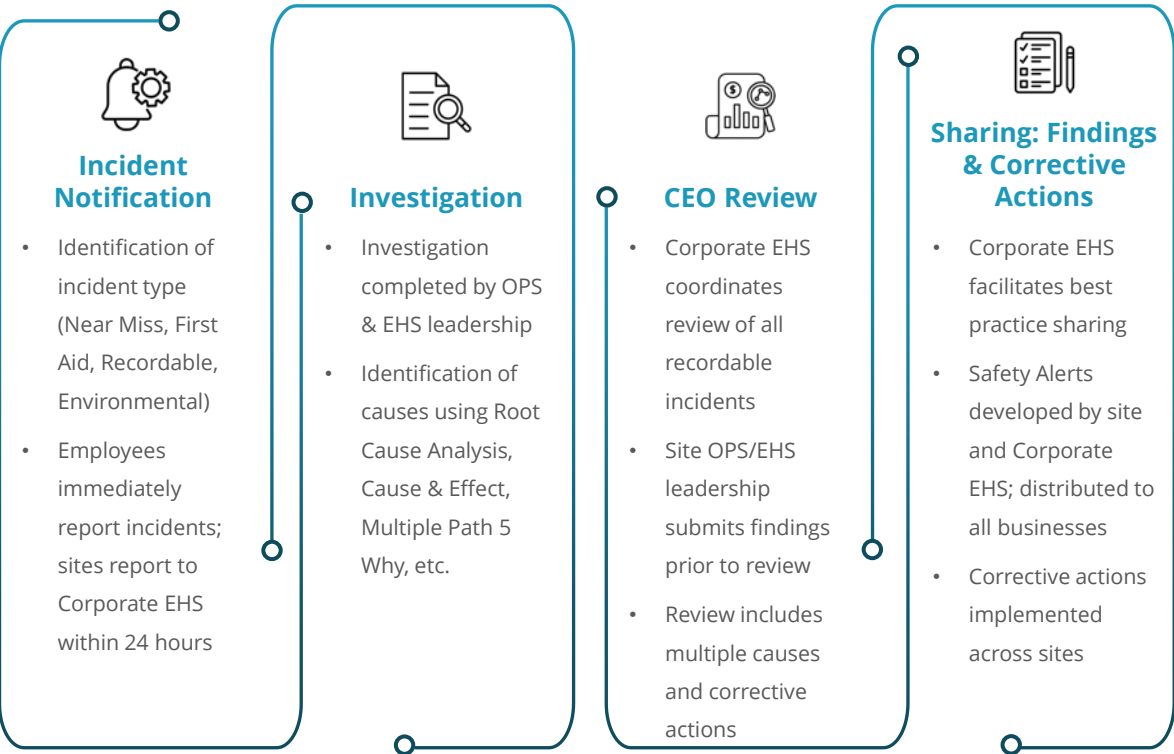 Incident
Notification
• Identification of
incident type
(Near Miss, First
Aid, Recordable,
Environmental)
• Employees
immediately
report incidents;
sites report to
Corporate EHS
within 24 hours
Investigation
• Investigation
completed by OPS
& EHS leadership
• Identification of
causes using Root
Cause Analysis,
Cause & Effect,
Multiple Path 5
Why, etc.
$
CEO Review
• Corporate EHS
coordinates
review of all
recordable
incidents
• Site OPS/EHS
leadership
submits findings
prior to review
• Review includes
multiple causes
and corrective
actions
Sharing: Findings
& Corrective
Actions
• Corporate EHS
facilitates best
practice sharing
• Safety Alerts
developed by site
and Corporate
EHS; distributed to
all businesses
• Corrective actions
implemented
across sites